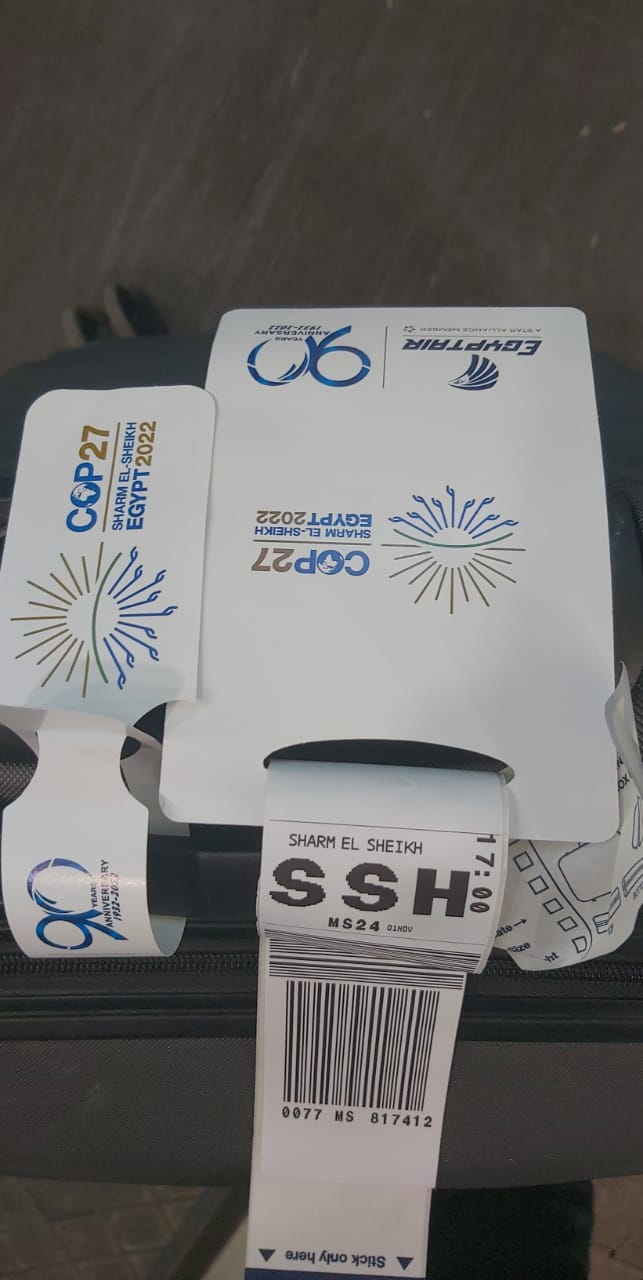 EGYPTAIR
A STAR ALLIANCE MEMBER
90
YEARS
ANNIVERSARY
1932-2022
COP27
SHARM EL-SHEIKH
EGYPT 2022
COP27
SHARM EL-SHEIKH
EGYPT 2022
90
YEARS
ANNIVERSARY
1932-2022
SHARM EL SHEIKH
SSH
17:00
MS24 01NOV
0077 MS 817412
Stick only here